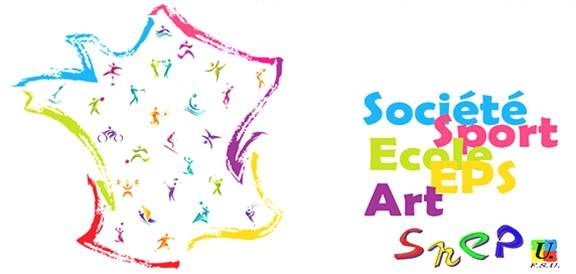 Société
Sport
Ecole
EPS
Art
SnEP
U.
F.S.U.